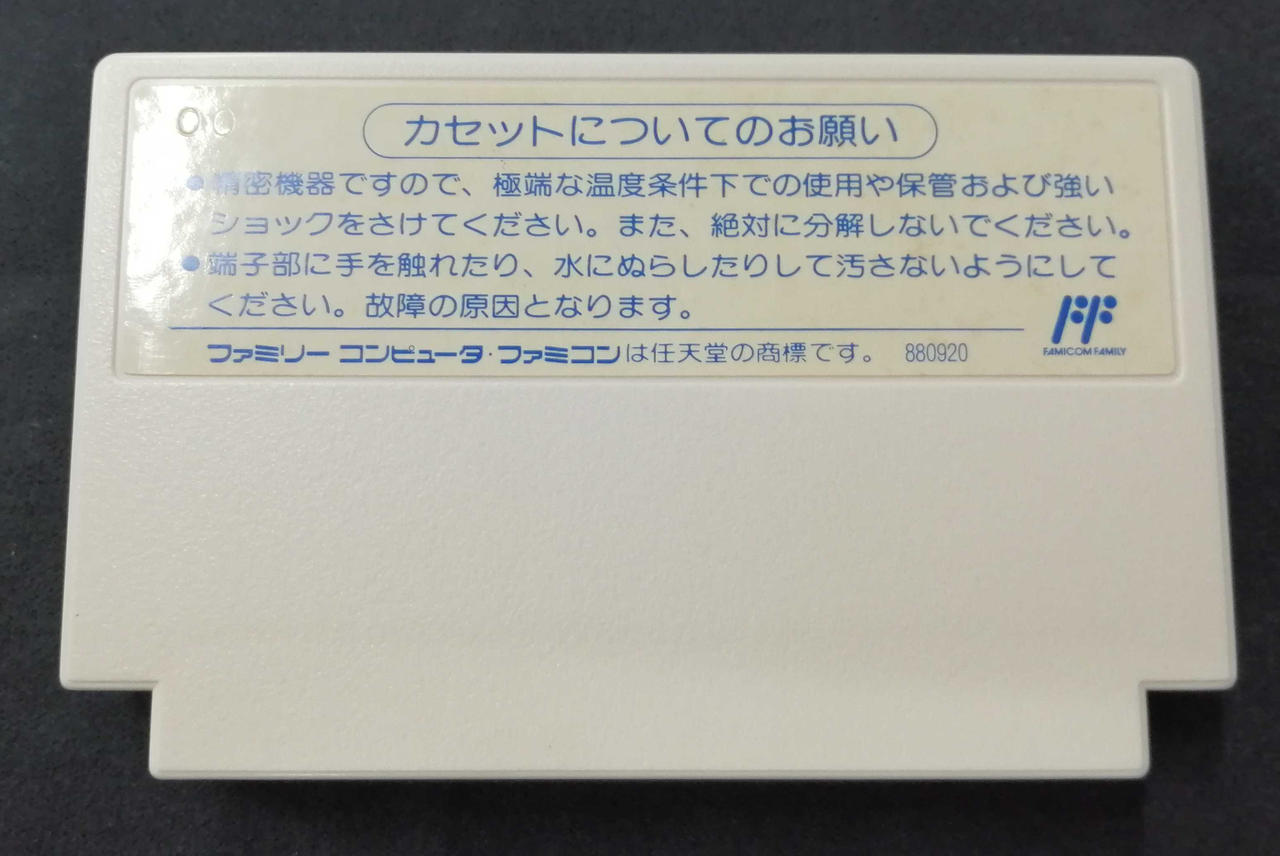 カセットについてのお願い
●精密機器ですので、極端な温度条件下での使用や保管および強い
ショックをさけてください。また、絶対に分解しないでください。
●端子部に手を触れたり、水にぬらしたりして汚さないようにして
ください。故障の原因となります。
ファミリー コンピュータ・ファミコンは任天堂の商標です。 880920
FAMICOM FAMILY